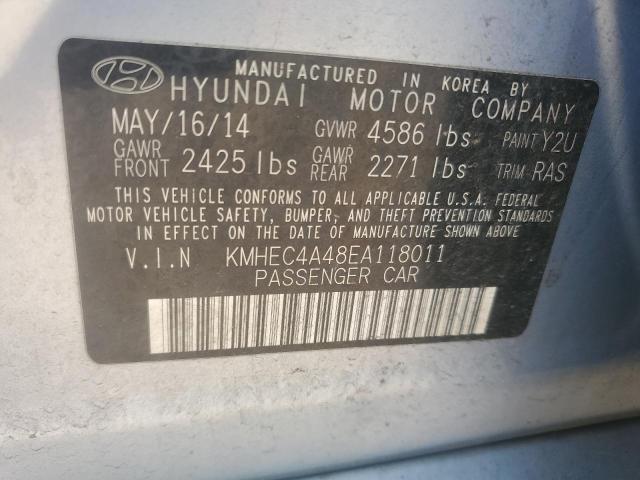 MANUFACTURED IN KOREA BY
HYUNDAI MOTOR COMPANY
MAY/16/14 GVWR 4586 lbs PAINT Y2U
GAWR FRONT 2425 lbs GAWR REAR 2271 lbs TRIM RAS
THIS VEHICLE CONFORMS TO ALL APPLICABLE U.S.A. FEDERAL
MOTOR VEHICLE SAFETY, BUMPER, AND THEFT PREVENTION STANDARDS
IN EFFECT ON THE DATE OF MANUFACTURE SHOWN ABOVE
V.I.N KMHEC4A48EA118011
PASSENGER CAR